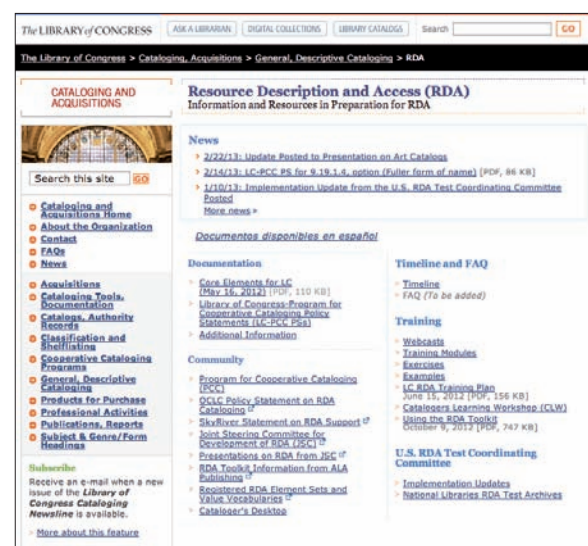 The LIBRARY of CONGRESS
ASK A LIBRARIAN
DIGITAL COLLECTIONS
LIBRARY CATALOGS
Search
GO
The Library of Congress > Cataloging, Acquisitions > General, Descriptive Cataloging > RDA
CATALOGING AND
ACQUISITIONS
Search this site
GO
Cataloging and
Acquisitions Home
About the Organization
Contact
FAQs
News
Acquisitions
Cataloging Tools,
Documentation
Catalogs, Authority
Records
Classification and
Shelflisting
Cooperative Cataloging
Programs
General, Descriptive
Cataloging
Products for Purchase
Professional Activities
Publications, Reports
Subject & Genre/Form
Headings
Subscribe
Receive an e-mail when a new
issue of the Library of
Congress Cataloging
Newsline is available.
More about this feature
Resource Description and Access (RDA)
Information and Resources in Preparation for RDA
News
2/22/13: Update Posted to Presentation on Art Catalogs
2/14/13: LC-PCC PS for 9.19.1.4, option (Fuller form of name) [PDF, 86 KB]
1/10/13: Implementation Update from the U.S. RDA Test Coordinating Committee
Posted
More news »
Documentos disponibles en español
Documentation
Core Elements for LC
(May 16, 2012) [PDF, 110 KB]
Library of Congress-Program for
Cooperative Cataloging Policy
Statements (LC-PCC PSs)
Additional Information
Community
Program for Cooperative Cataloging
(PCC)
OCLC Policy Statement on RDA
Cataloging
SkyRiver Statement on RDA Support
Joint Steering Committee for
Development of RDA (JSC)
Presentations on RDA from JSC
RDA Toolkit Information from ALA
Publishing
Registered RDA Element Sets and
Value Vocabularies
Cataloger's Desktop
Timeline and FAQ
Timeline
FAQ (To be added)
Training
Webcasts
Training Modules
Exercises
Examples
LC RDA Training Plan
June 15, 2012 [PDF, 156 KB]
Catalogers Learning Workshop (CLW)
Using the RDA Toolkit
October 9, 2012 [PDF, 747 KB]
U.S. RDA Test Coordinating
Committee
Implementation Updates
National Libraries RDA Test Archives